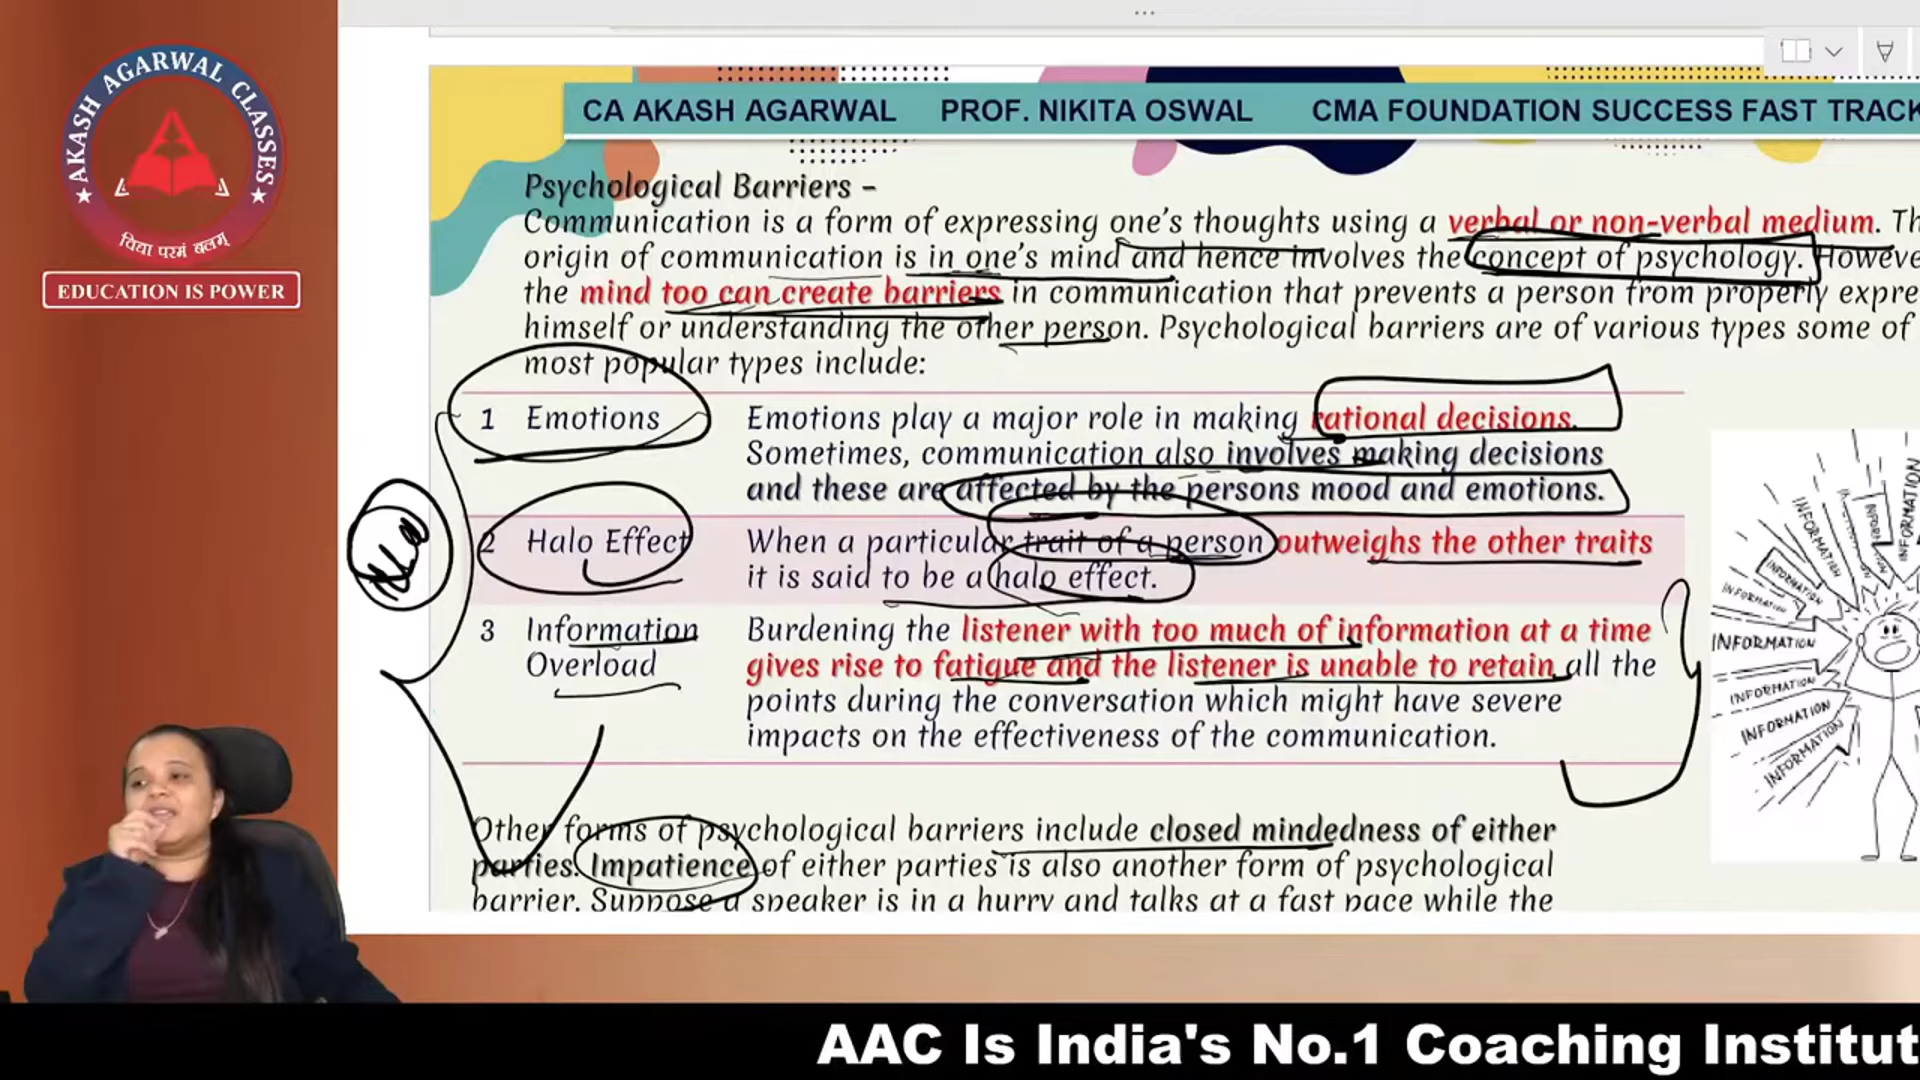 AKASH AGARWAL CLASSES
विद्या परमं बलम्
EDUCATION IS POWER
CA AKASH AGARWAL PROF. NIKITA OSWAL CMA FOUNDATION SUCCESS FAST TRACK
Psychological Barriers –
Communication is a form of expressing one's thoughts using a verbal or non-verbal medium. Th
origin of communication is in one's mind and hence involves the concept of psychology. Howeve
the mind too can create barriers in communication that prevents a person from properly expre
himself or understanding the other person. Psychological barriers are of various types some of
most popular types include:
1 Emotions Emotions play a major role in making rational decisions.
Sometimes, communication also involves making decisions
and these are affected by the persons mood and emotions.
2 Halo Effect When a particular trait of a person outweighs the other traits
it is said to be a halo effect.
3 Information Burdening the listener with too much of information at a time
Overload gives rise to fatigue and the listener is unable to retain all the
points during the conversation which might have severe
impacts on the effectiveness of the communication.
INFORMATION
INFORMATION
INFORMATION
INFORMATION
INFORMATION
INFORMATION
INFORMATION
INFORMATION
INFORMATION
Other forms of psychological barriers include closed mindedness of either
parties. Impatience of either parties is also another form of psychological
barrier. Suppose a speaker is in a hurry and talks at a fast pace while the
AAC Is India's No.1 Coaching Institut